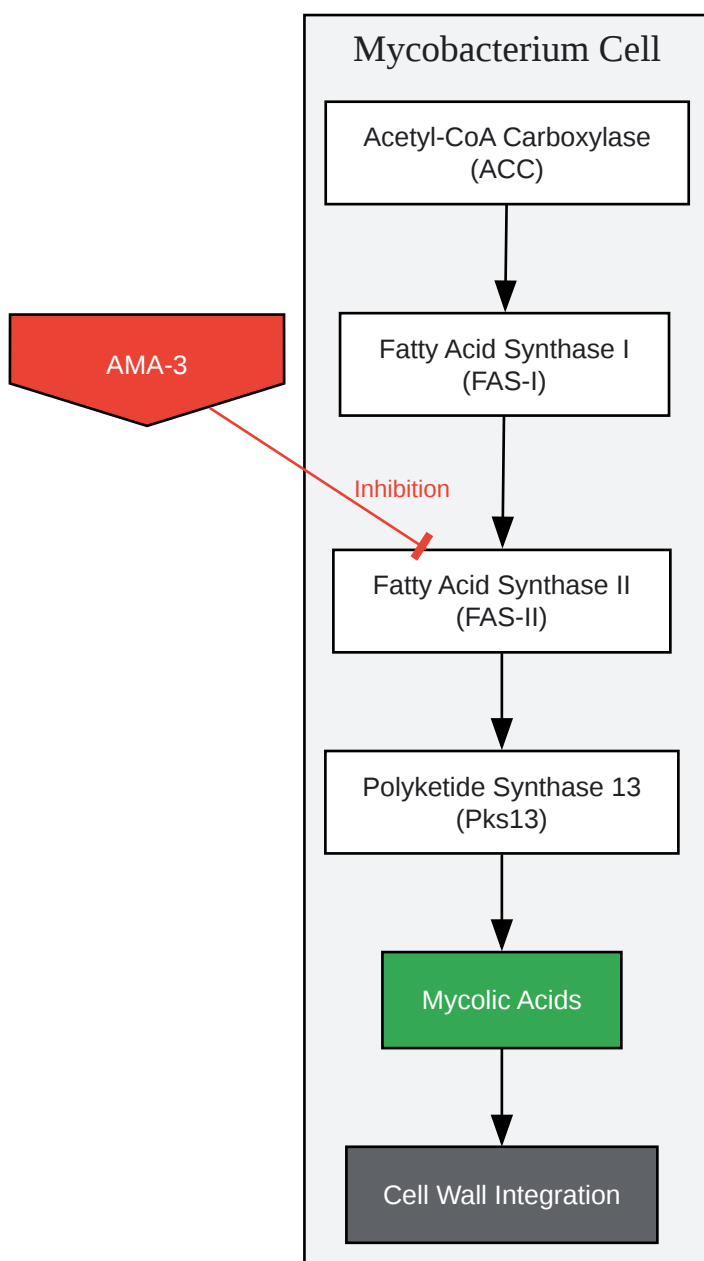 Mycobacterium Cell
Acetyl-CoA Carboxylase
(ACC)
Fatty Acid Synthase I
(FAS-I)
AMA-3
Inhibition
Fatty Acid Synthase II
(FAS-II)
Polyketide Synthase 13
(Pks13)
Mycolic Acids
Cell Wall Integration